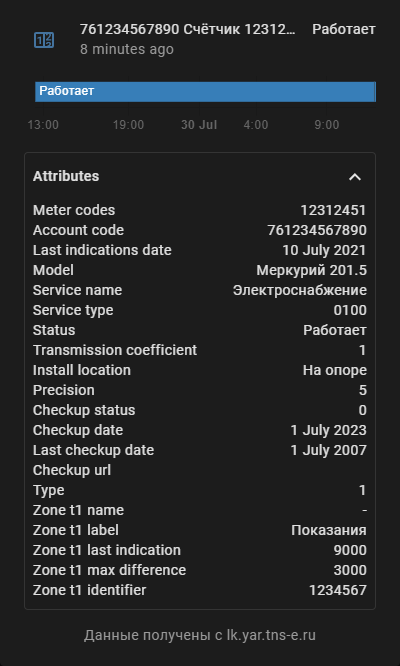 761234567890 Счётчик 12312… Работает
8 minutes ago
Работает
13:00 19:00 30 Jul 4:00 9:00
Attributes
Meter codes 12312451
Account code 761234567890
Last indications date 10 July 2021
Model Меркурий 201.5
Service name Электроснабжение
Service type 0100
Status Работает
Transmission coefficient 1
Install location На опоре
Precision 5
Checkup status 0
Checkup date 1 July 2023
Last checkup date 1 July 2007
Checkup url
Type 1
Zone t1 name -
Zone t1 label Показания
Zone t1 last indication 9000
Zone t1 max difference 3000
Zone t1 identifier 1234567
Данные получены с lk.yar.tns-e.ru